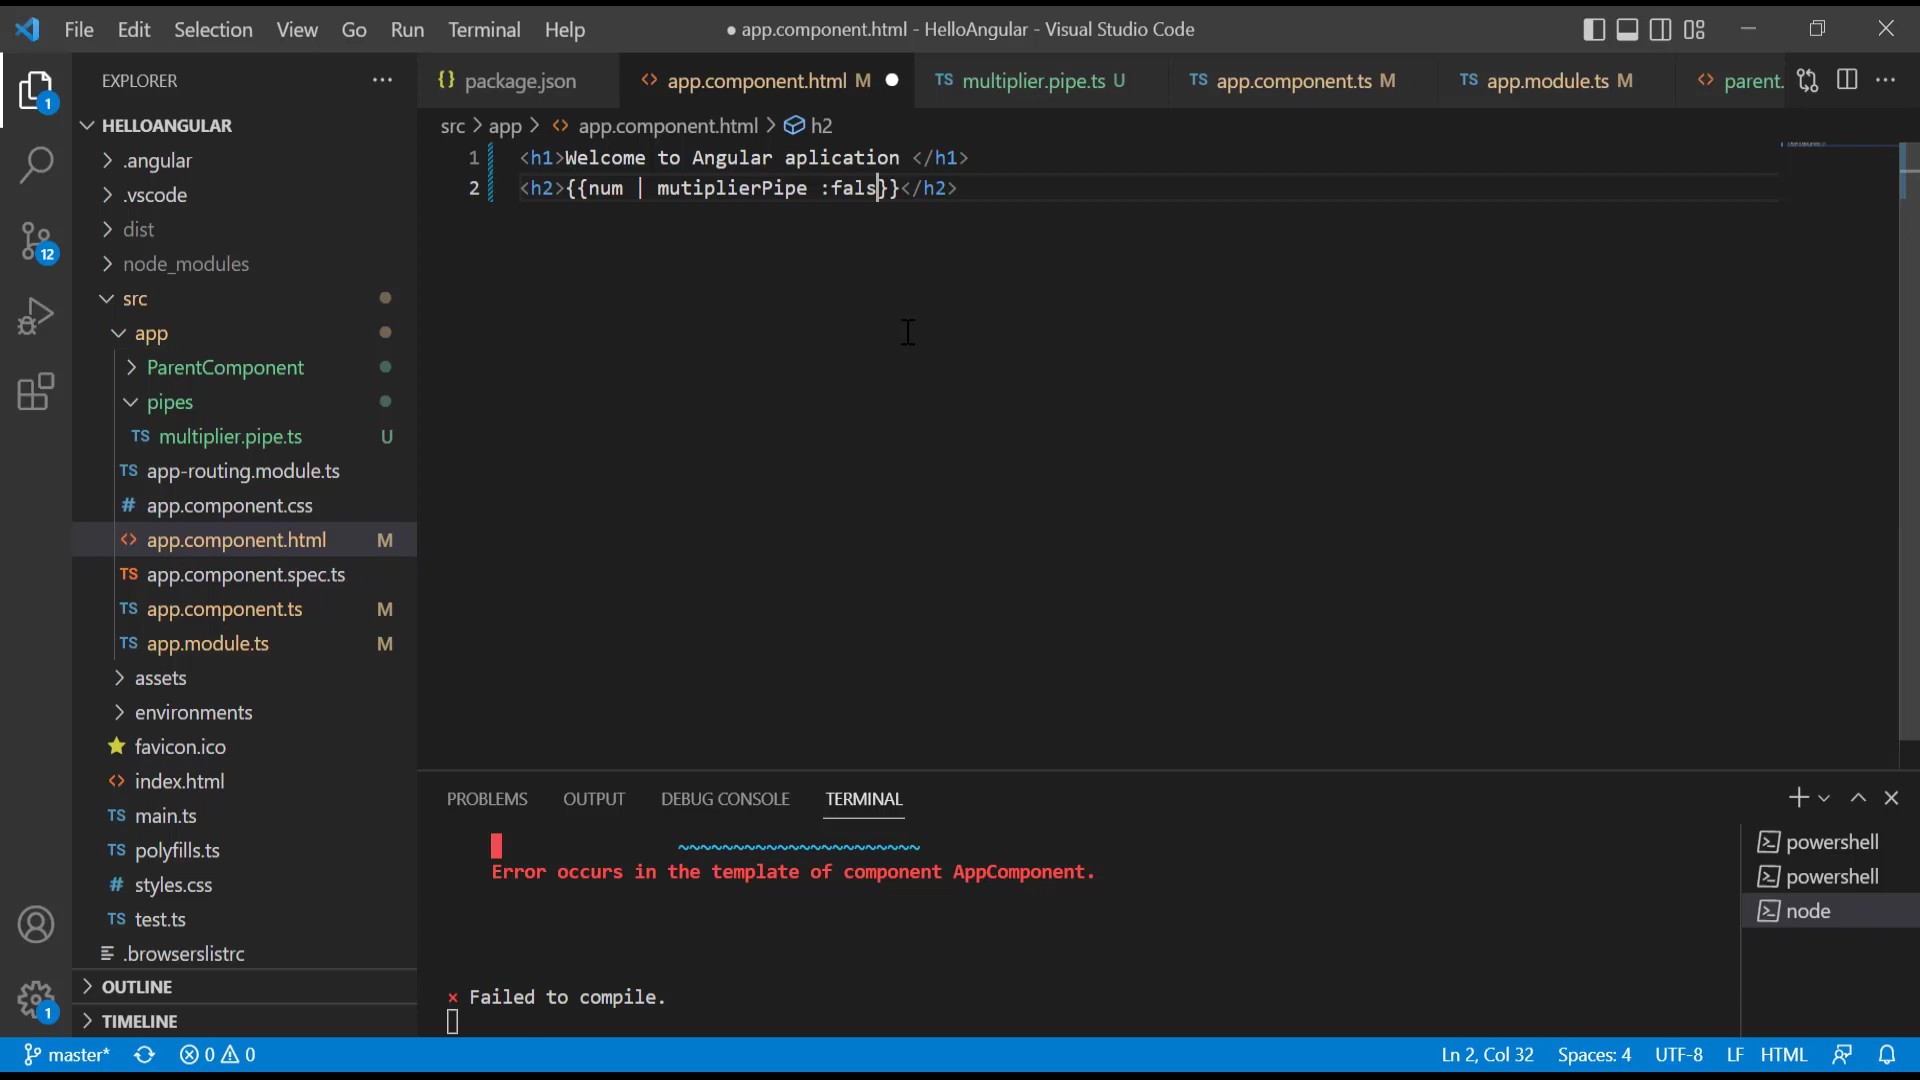 File Edit Selection View Go Run Terminal Help
● app.component.html - HelloAngular - Visual Studio Code
EXPLORER
{} package.json
<> app.component.html M
TS multiplier.pipe.ts U
TS app.component.ts M
TS app.module.ts M
<> parent.
src > app > <> app.component.html > h2
1 <h1>Welcome to Angular aplication </h1>
2 <h2>{{num | mutiplierPipe :fals}}</h2>
1
12
HELLOANGULAR
.angular
.vscode
dist
node_modules
src
app
ParentComponent
pipes
TS multiplier.pipe.ts U
TS app-routing.module.ts
# app.component.css
<> app.component.html M
TS app.component.spec.ts
TS app.component.ts M
TS app.module.ts M
assets
environments
favicon.ico
<> index.html
TS main.ts
TS polyfills.ts
# styles.css
TS test.ts
.browserslistrc
OUTLINE
TIMELINE
1
PROBLEMS OUTPUT DEBUG CONSOLE TERMINAL
~~~~~~~~~~~~~~~~~~~~~~
Error occurs in the template of component AppComponent.
× Failed to compile.
powershell
powershell
node
master* 0 0
Ln 2, Col 32 Spaces: 4 UTF-8 LF HTML